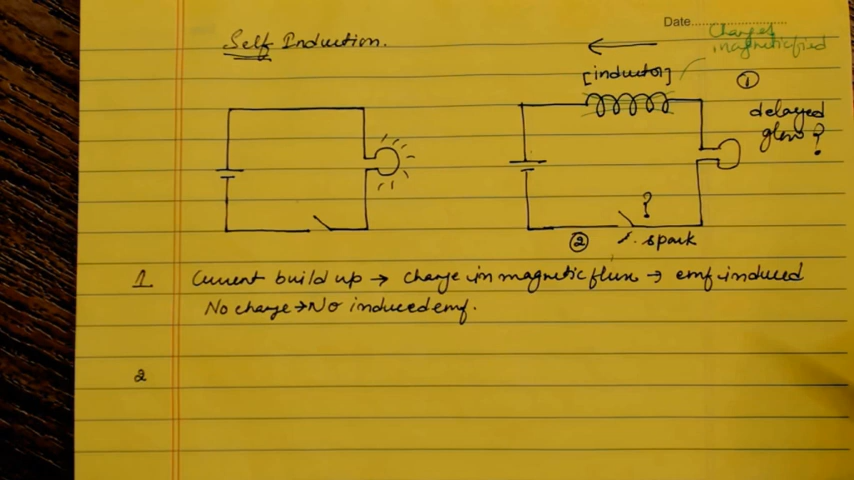 Date
Self Induction.
Changes
magnetic field
[inductor]
①
delayed
glow ?
?
② spark
1 Current build up → change in magnetic flux → emf induced
No change → No induced emf.
2